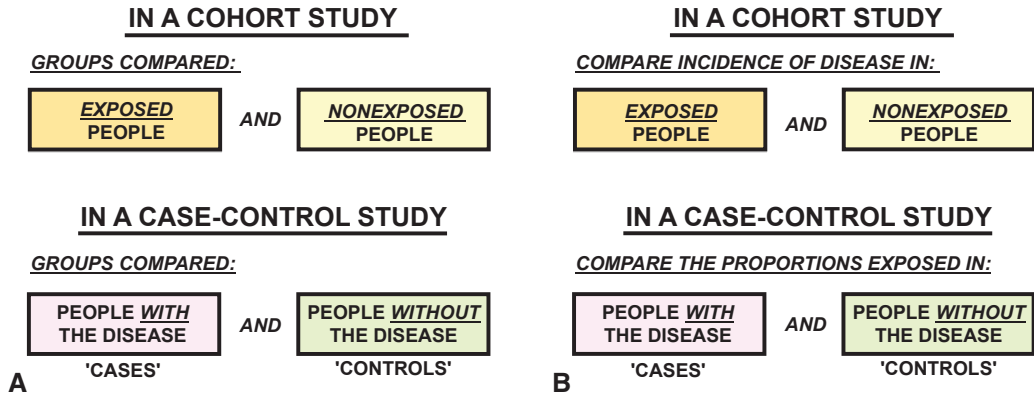 IN A COHORT STUDY
GROUPS COMPARED:
EXPOSED
PEOPLE
AND
NONEXPOSED
PEOPLE
IN A CASE-CONTROL STUDY
GROUPS COMPARED:
PEOPLE WITH
THE DISEASE
AND
PEOPLE WITHOUT
THE DISEASE
'CASES'
'CONTROLS'
A
IN A COHORT STUDY
COMPARE INCIDENCE OF DISEASE IN:
EXPOSED
PEOPLE
AND
NONEXPOSED
PEOPLE
IN A CASE-CONTROL STUDY
COMPARE THE PROPORTIONS EXPOSED IN:
PEOPLE WITH
THE DISEASE
AND
PEOPLE WITHOUT
THE DISEASE
'CASES'
'CONTROLS'
B